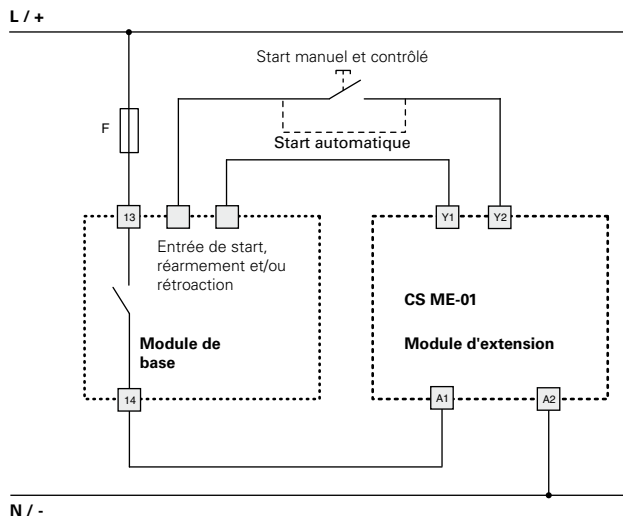 L / +
Start manuel et contrôlé
F
Start automatique
13
Y1
Y2
Entrée de start,
réarmement et/ou
rétroaction
CS ME-01
Module de
base
Module d'extension
14
A1
A2
N / -